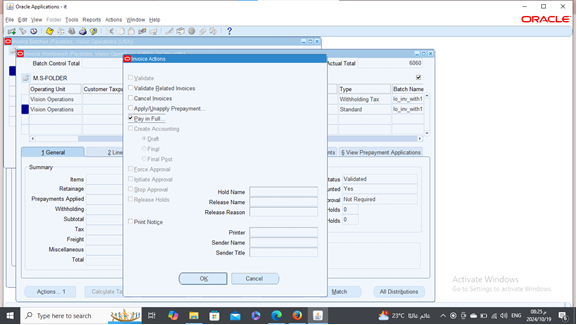 Oracle Applications - it
File Edit View Folder Tools Reports Actions Window Help
ORACLE
Batch Control Total
Actual Total 6060
M.S-FOLDER
Operating Unit
Customer Taxpa
Type
Batch Name
Vision Operations
Withholding Tax
lo_inv_with1
Vision Operations
Standard
lo_inv_with1
1 General
2 Line
6 View Prepayment Applications
Summary
Items
Retainage
Prepayments Applied
Withholding
Subtotal
Tax
Freight
Miscellaneous
Total
Status Validated
Yes
Not Required
Holds 0
Holds 0
Actions... 1
Calculate Ta
Match
All Distributions
Invoice Actions
Validate
Validate Related Invoices
Cancel Invoices
Apply/Unapply Prepayment...
Pay in Full...
Create Accounting
Draft
Final
Final Post
Force Approval
Initiate Approval
Stop Approval
Release Holds
Hold Name
Release Name
Release Reason
Print Notice
Printer
Sender Name
Sender Title
OK
Cancel
Activate Windows
Go to Settings to activate Windows.
Type here to search
23°C غائم غالبًا
ENG
08:25 م
2024/10/19